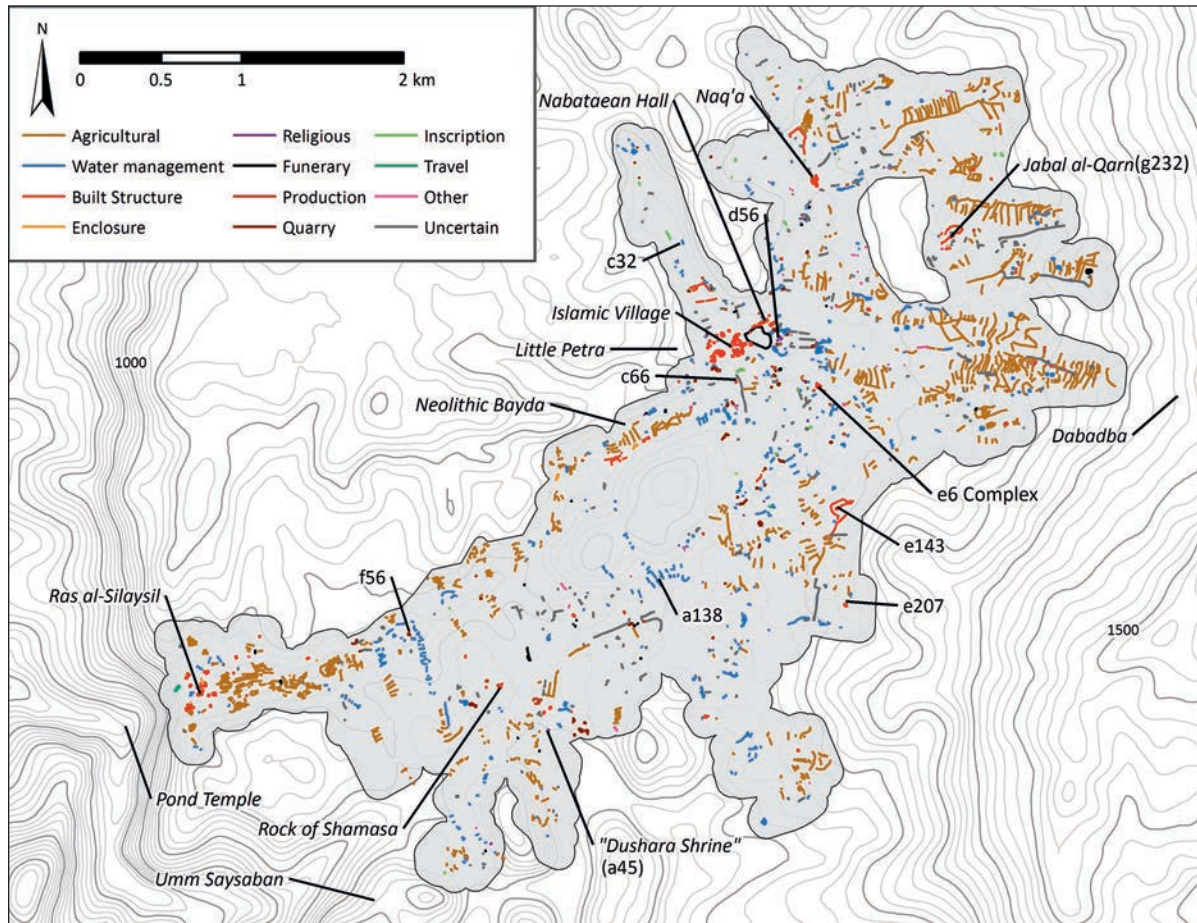 N
0 0.5 1 2 km
Agricultural Religious Inscription
Water management Funerary Travel
Built Structure Production Other
Enclosure Quarry Uncertain
Nabataean Hall
Naq'a
Jabal al-Qarn(g232)
d56
c32
Islamic Village
Little Petra
1000
c66
Neolithic Bayda
Dabadba
e6 Complex
e143
f56
Ras al-Silaysil
a138
e207
1500
Pond Temple
Rock of Shamasa
"Dushara Shrine"
(a45)
Umm Saysaban